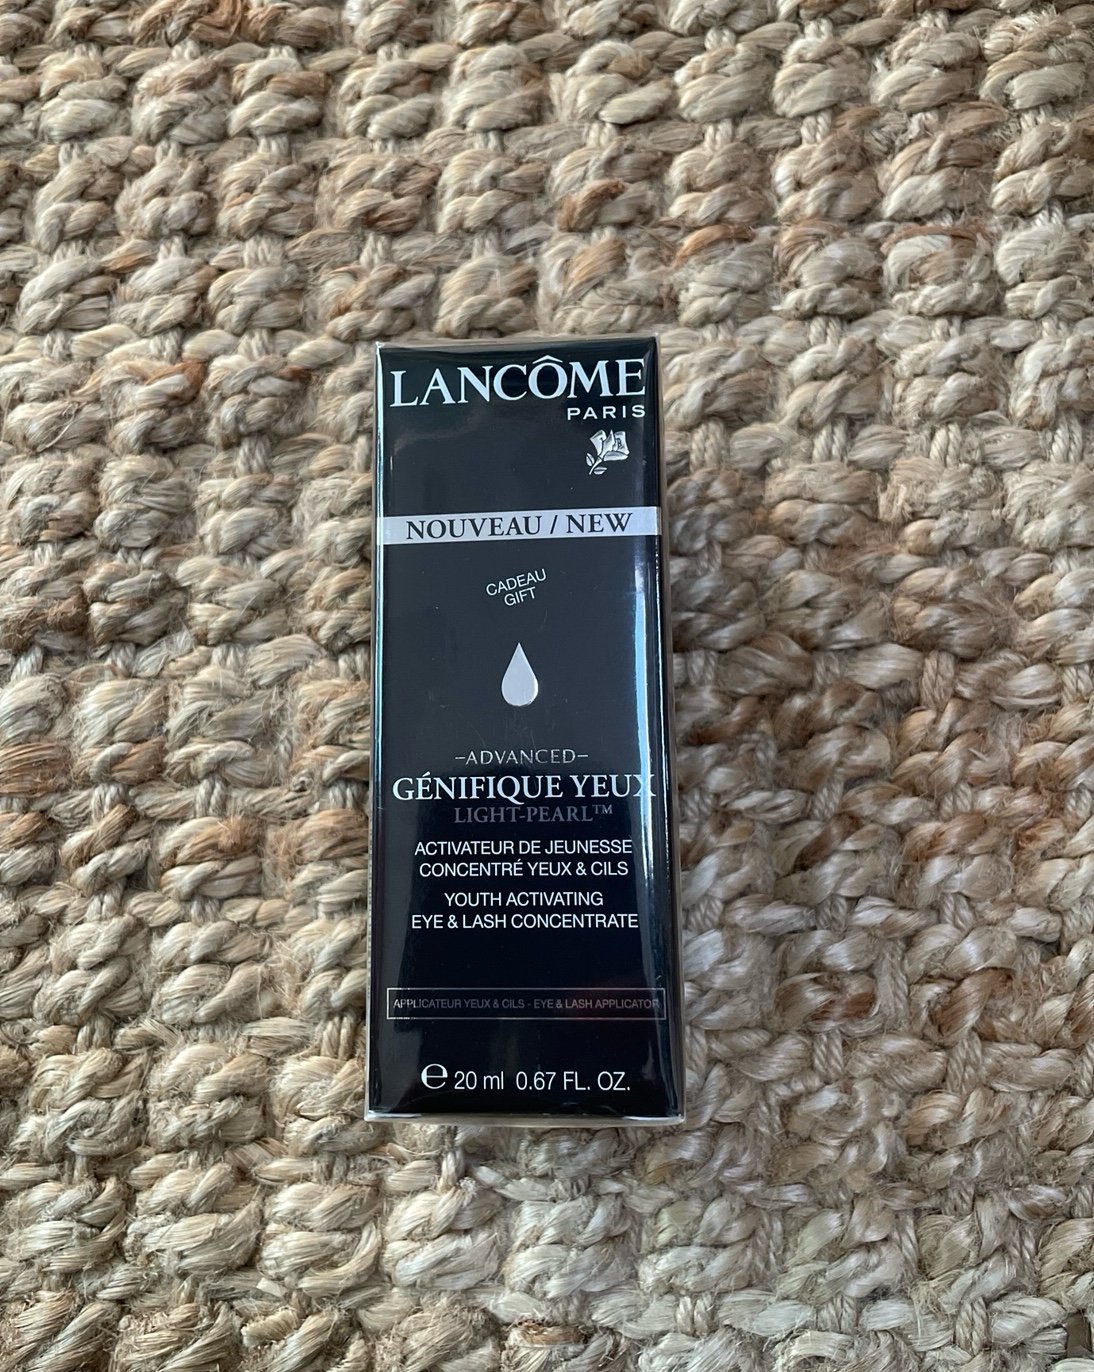 LANCÔME
PARIS
NOUVEAU / NEW
CADEAU
GIFT
–ADVANCED–
GÉNIFIQUE YEUX
LIGHT-PEARL™
ACTIVATEUR DE JEUNESSE
CONCENTRÉ YEUX & CILS
YOUTH ACTIVATING
EYE & LASH CONCENTRATE
APPLICATEUR YEUX & CILS - EYE & LASH APPLICATOR
℮ 20 ml 0.67 FL. OZ.